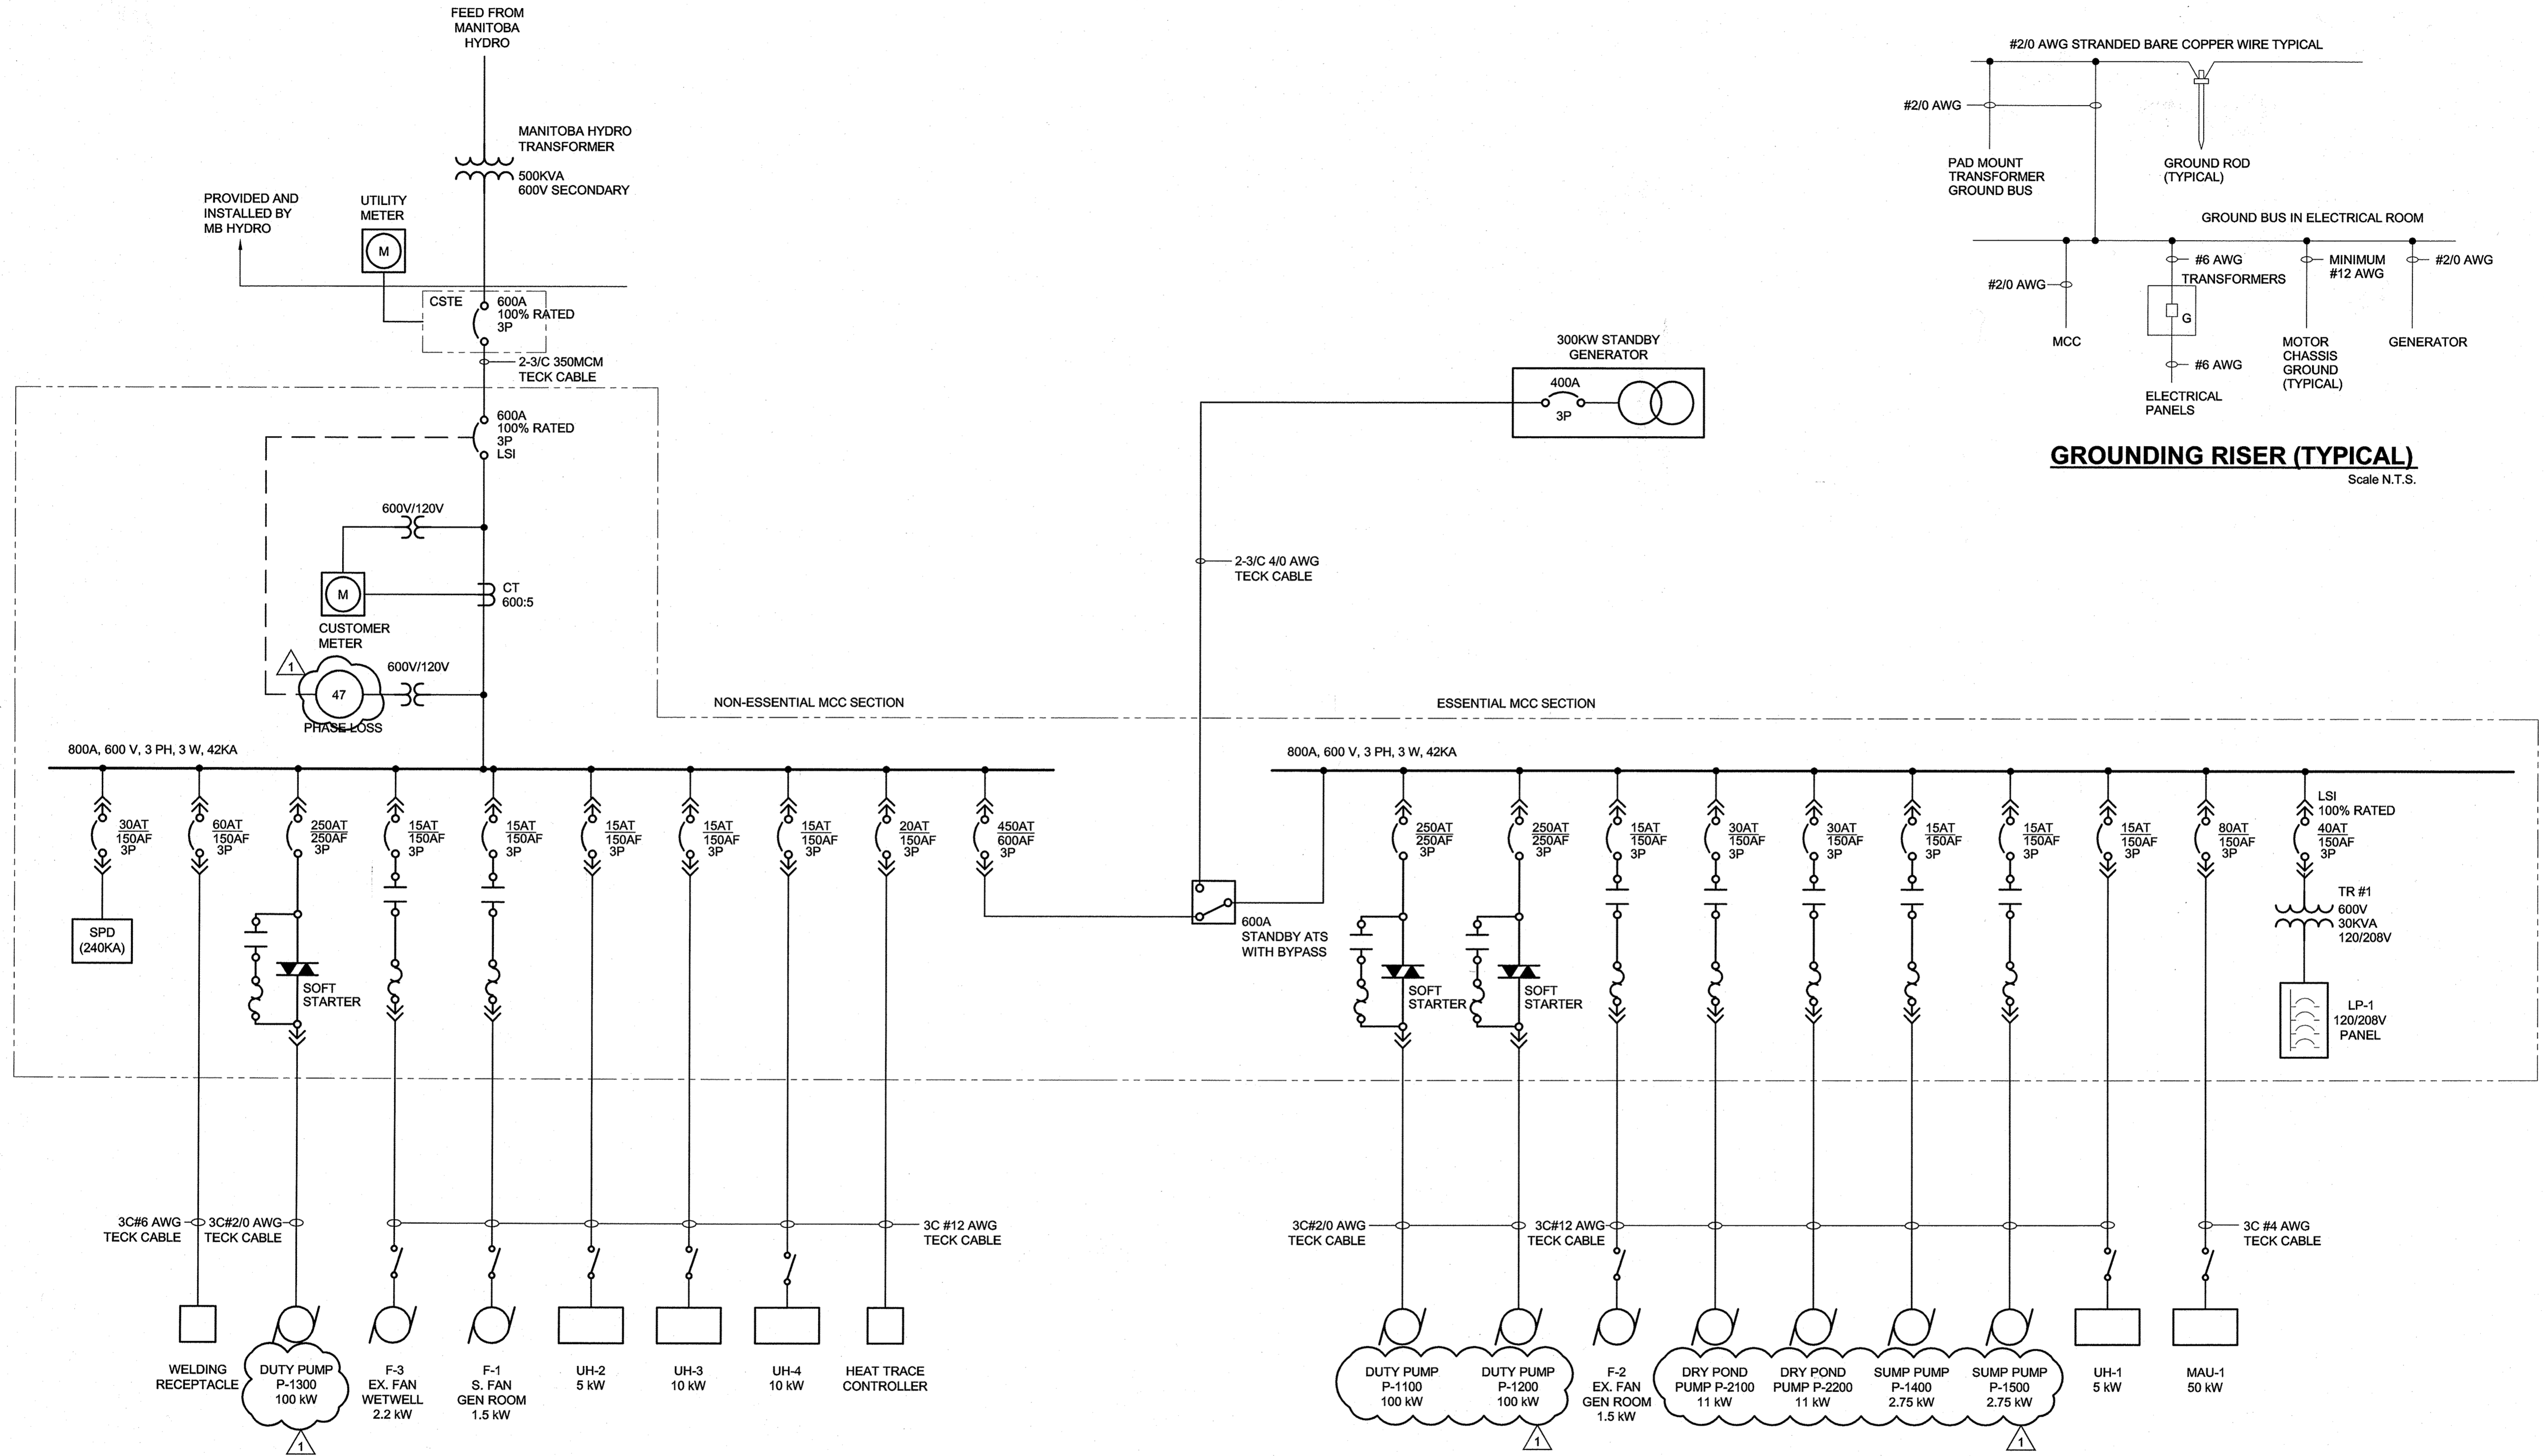 FEED FROM
MANITOBA
HYDRO
MANITOBA HYDRO
TRANSFORMER
500KVA
600V SECONDARY
PROVIDED AND
INSTALLED BY
MB HYDRO
UTILITY
METER
M
CSTE
600A
100% RATED
3P
2-3/C 350MCM
TECK CABLE
600A
100% RATED
3P
LSI
600V/120V
M
CT
600:5
CUSTOMER
METER
1
600V/120V
47
PHASE LOSS
NON-ESSENTIAL MCC SECTION
800A, 600 V, 3 PH, 3 W, 42KA
30AT
150AF
3P
60AT
150AF
3P
250AT
250AF
3P
15AT
150AF
3P
15AT
150AF
3P
15AT
150AF
3P
15AT
150AF
3P
15AT
150AF
3P
20AT
150AF
3P
450AT
600AF
3P
SPD
(240KA)
SOFT
STARTER
3C#6 AWG
TECK CABLE
3C#2/0 AWG
TECK CABLE
3C #12 AWG
TECK CABLE
WELDING
RECEPTACLE
DUTY PUMP
P-1300
100 kW
1
F-3
EX. FAN
WETWELL
2.2 kW
F-1
S. FAN
GEN ROOM
1.5 kW
UH-2
5 kW
UH-3
10 kW
UH-4
10 kW
HEAT TRACE
CONTROLLER
300KW STANDBY
GENERATOR
400A
3P
2-3/C 4/0 AWG
TECK CABLE
600A
STANDBY ATS
WITH BYPASS
ESSENTIAL MCC SECTION
800A, 600 V, 3 PH, 3 W, 42KA
250AT
250AF
3P
250AT
250AF
3P
15AT
150AF
3P
30AT
150AF
3P
30AT
150AF
3P
15AT
150AF
3P
15AT
150AF
3P
15AT
150AF
3P
80AT
150AF
3P
LSI
100% RATED
40AT
150AF
3P
TR #1
600V
30KVA
120/208V
LP-1
120/208V
PANEL
SOFT
STARTER
SOFT
STARTER
3C#2/0 AWG
TECK CABLE
3C#12 AWG
TECK CABLE
3C #4 AWG
TECK CABLE
DUTY PUMP
P-1100
100 kW
DUTY PUMP
P-1200
100 kW
1
F-2
EX. FAN
GEN ROOM
1.5 kW
DRY POND
PUMP P-2100
11 kW
DRY POND
PUMP P-2200
11 kW
SUMP PUMP
P-1400
2.75 kW
SUMP PUMP
P-1500
2.75 kW
1
UH-1
5 kW
MAU-1
50 kW
#2/0 AWG STRANDED BARE COPPER WIRE TYPICAL
#2/0 AWG
PAD MOUNT
TRANSFORMER
GROUND BUS
GROUND ROD
(TYPICAL)
GROUND BUS IN ELECTRICAL ROOM
#2/0 AWG
MCC
#6 AWG
TRANSFORMERS
G
#6 AWG
ELECTRICAL
PANELS
MINIMUM
#12 AWG
MOTOR
CHASSIS
GROUND
(TYPICAL)
#2/0 AWG
GENERATOR
GROUNDING RISER (TYPICAL)
Scale N.T.S.